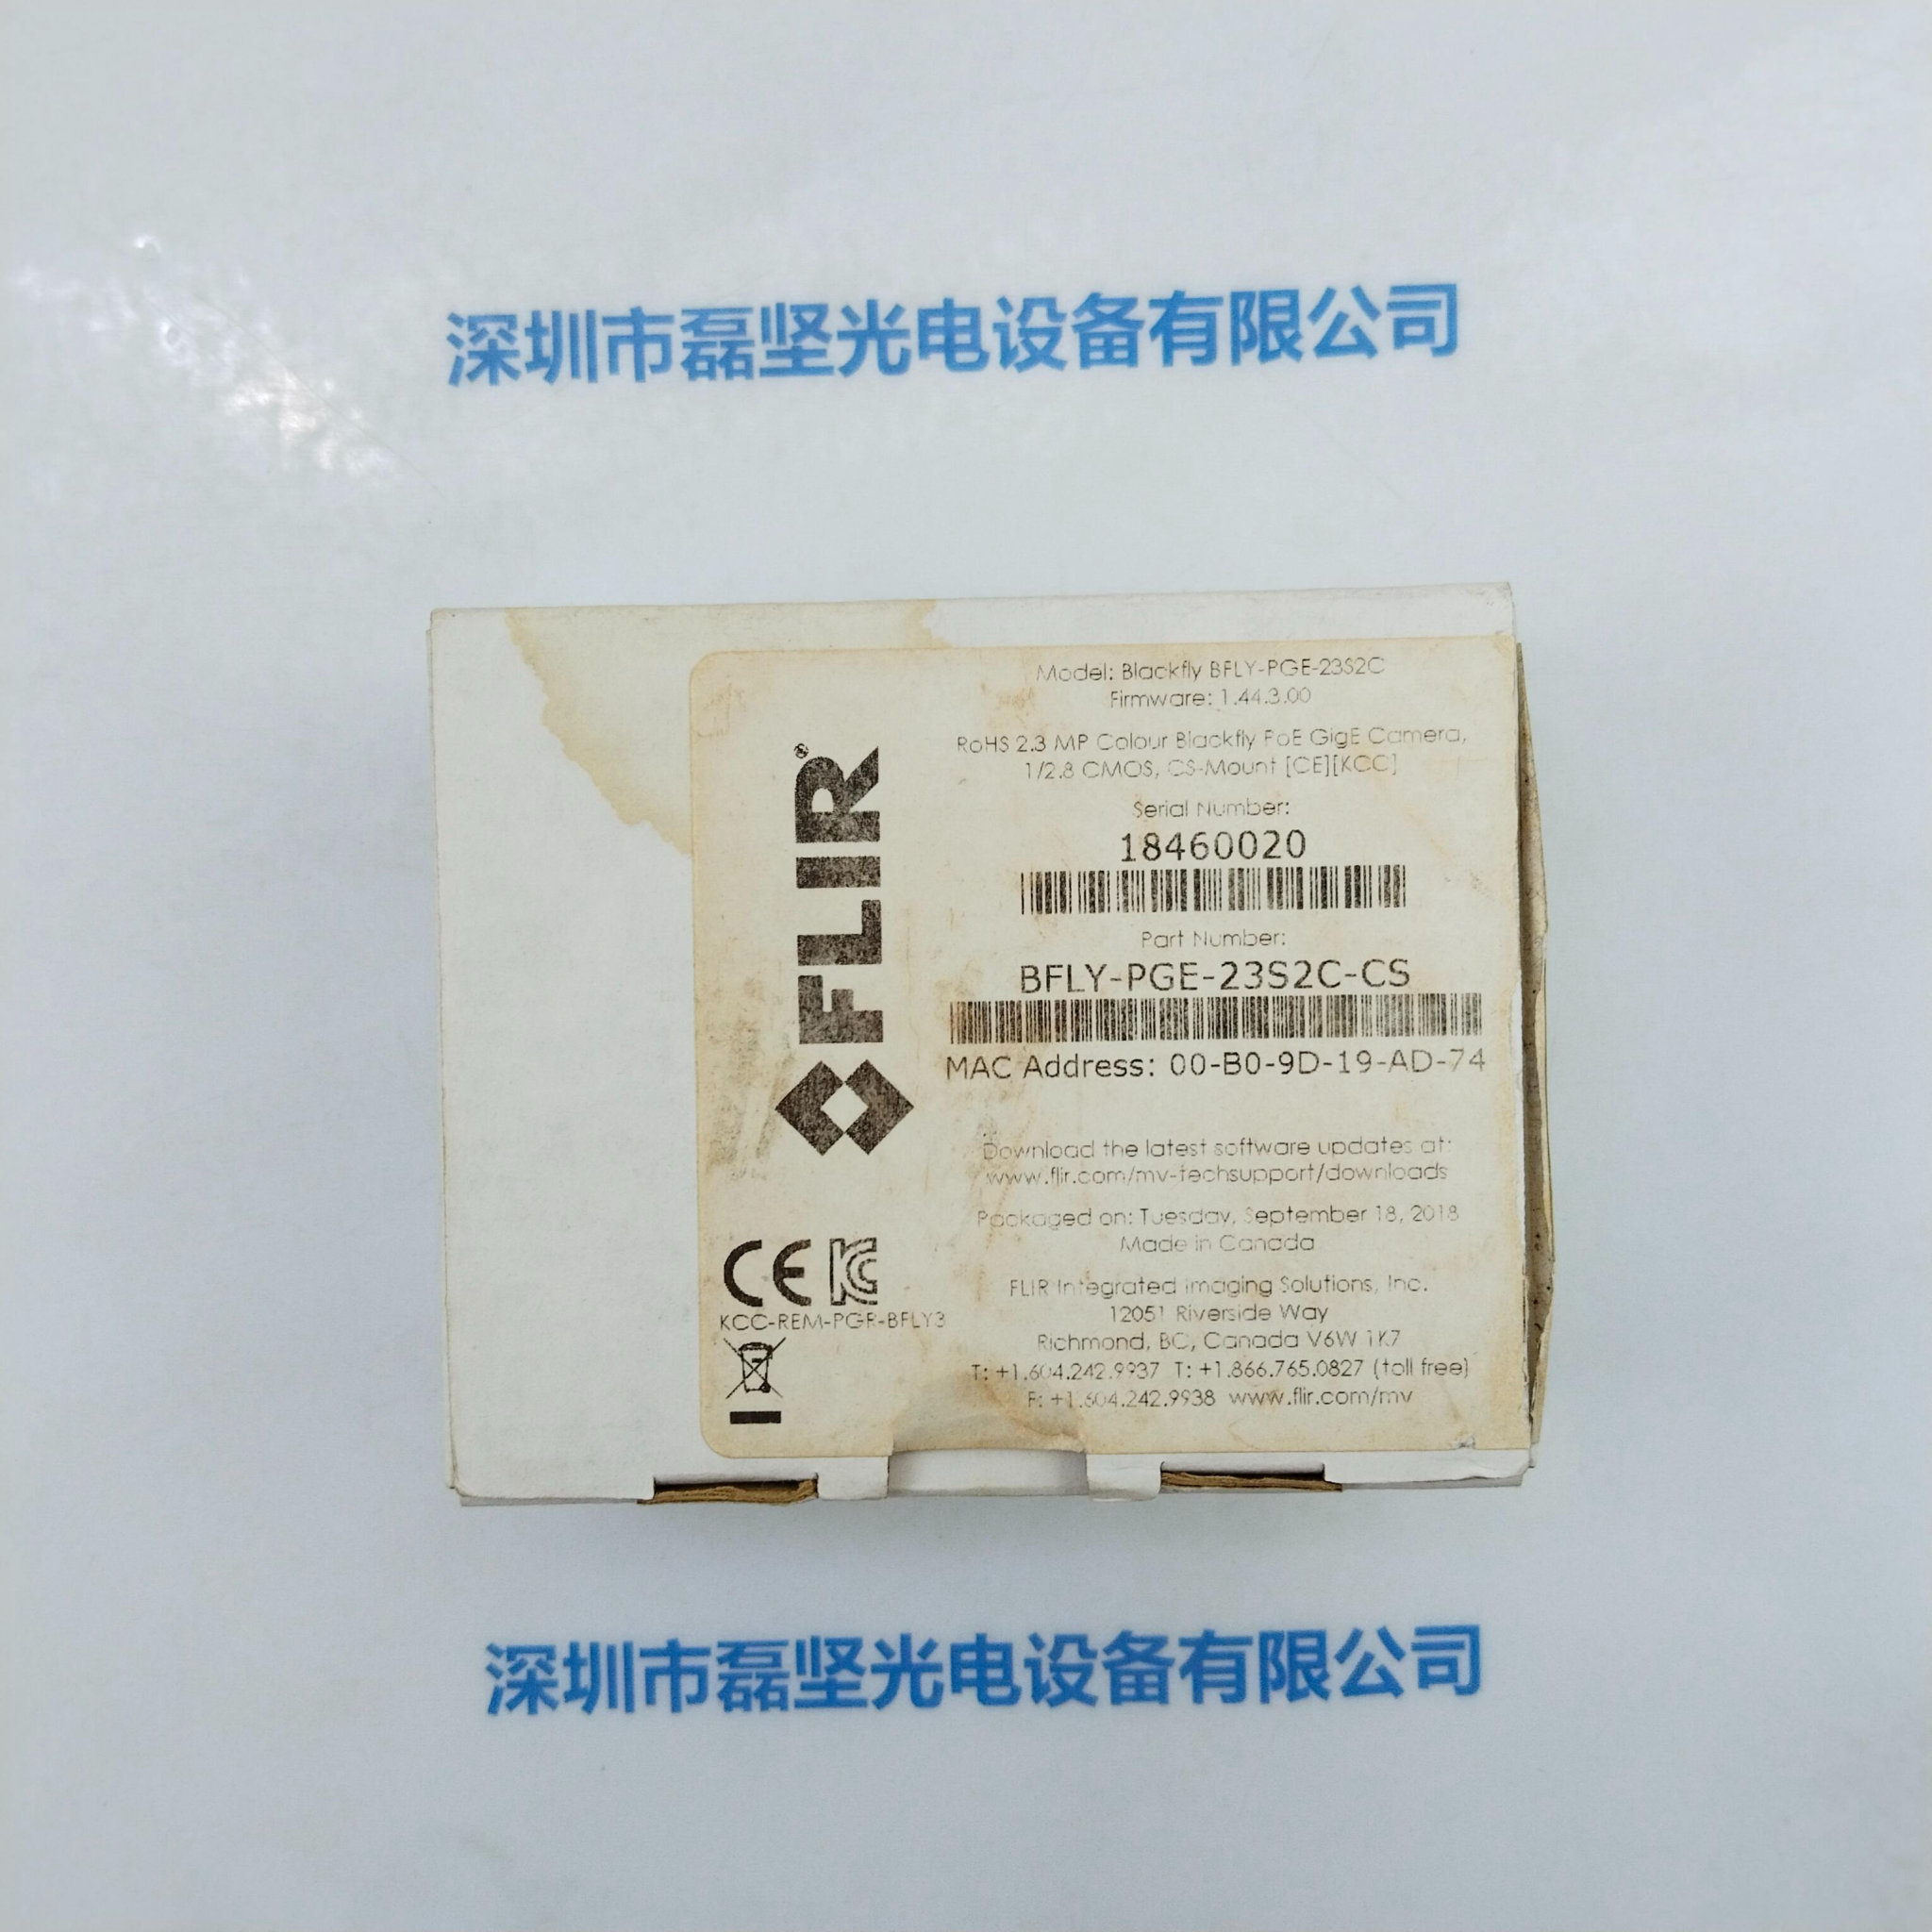 深圳市磊坚光电设备有限公司
Model: Blackfly BFLY-PGE-23S2C
Firmware: 1.44.3.00
RoHS 2.3 MP Colour Blackfly PoE GigE Camera,
1/2.8 CMOS, CS-Mount [CE][KCC]
Serial Number:
18460020
Part Number:
BFLY-PGE-23S2C-CS
MAC Address: 00-B0-9D-19-AD-74
Download the latest software updates at:
www.flir.com/mv-techsupport/downloads
Packaged on: Tuesday, September 18, 2018
Made in Canada
FLIR Integrated Imaging Solutions, Inc.
12051 Riverside Way
Richmond, BC, Canada V6W 1K7
T: +1.604.242.9937 T: +1.866.765.0827 (toll free)
F: +1.604.242.9938 www.flir.com/mv
FLIR®
CE KC
KCC-REM-PGR-BFLY3
深圳市磊坚光电设备有限公司